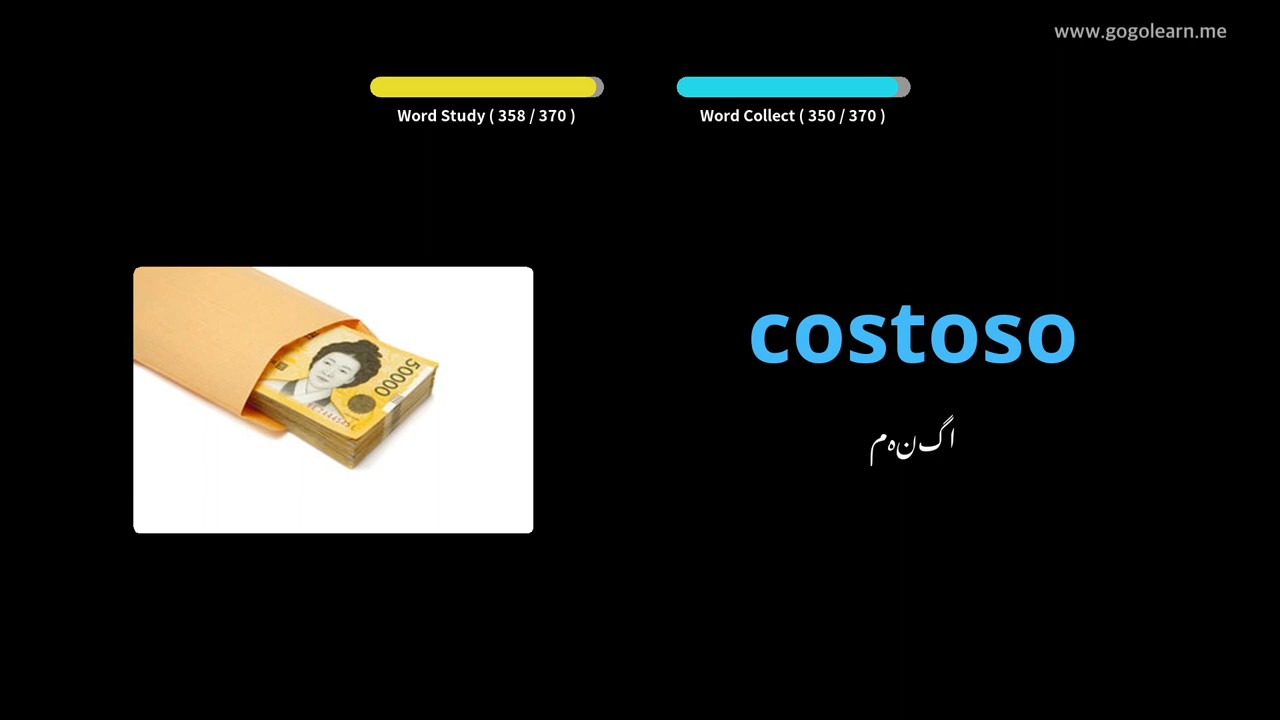 www.gogolearn.me
Word Study ( 358 / 370 )
Word Collect ( 350 / 370 )
50000
costoso
اگنہم